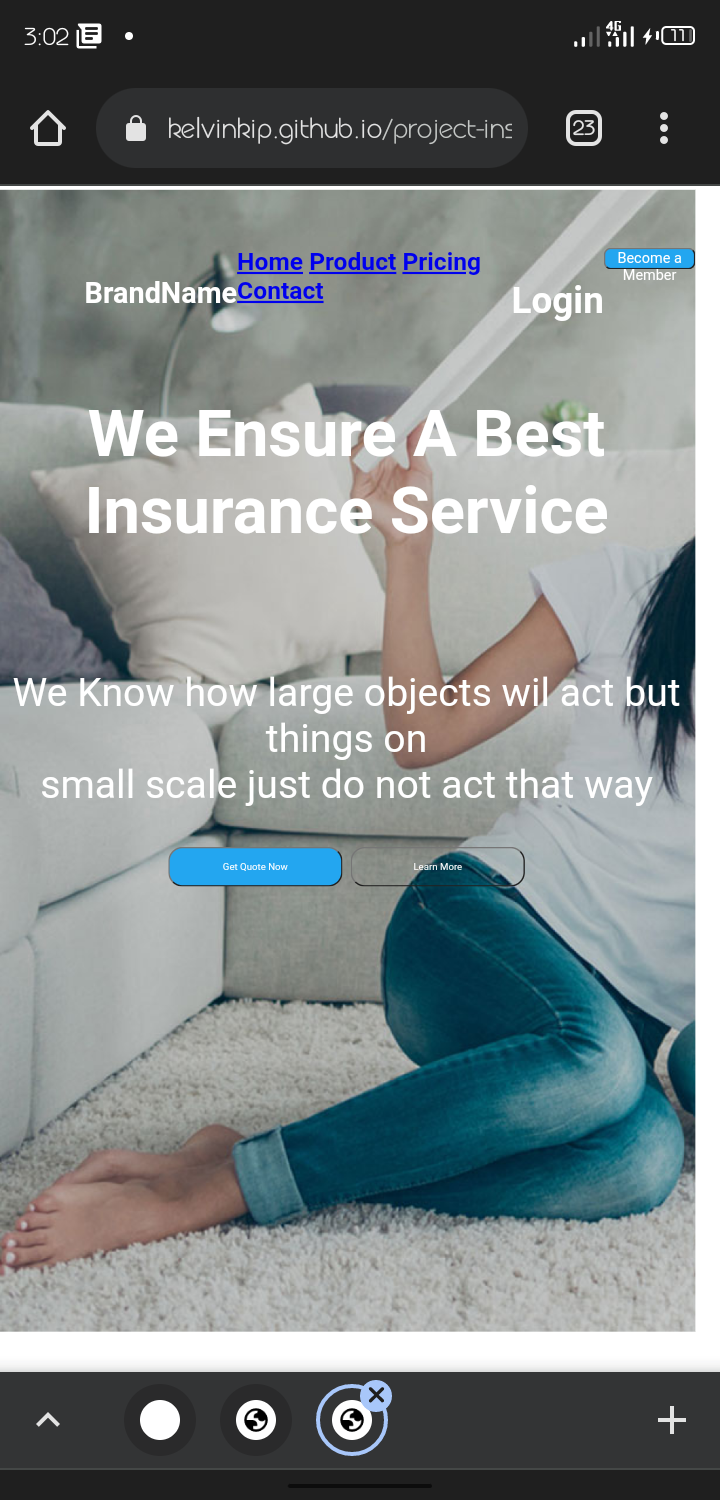 3:02
4G
11
kelvinkip.github.io/project-ins
23
Home Product Pricing
Become a
Member
BrandName
Contact
Login
We Ensure A Best
Insurance Service
We Know how large objects wil act but
things on
small scale just do not act that way
Get Quote Now
Learn More